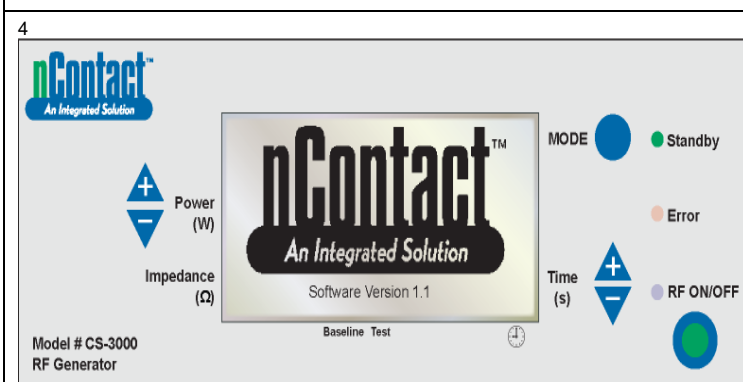 4
nContact™
An Integrated Solution
nContact™
An Integrated Solution
Software Version 1.1
Baseline Test
+
−
Power
(W)
Impedance
(Ω)
MODE
Standby
Error
Time
(s)
+
−
RF ON/OFF
Model # CS-3000
RF Generator